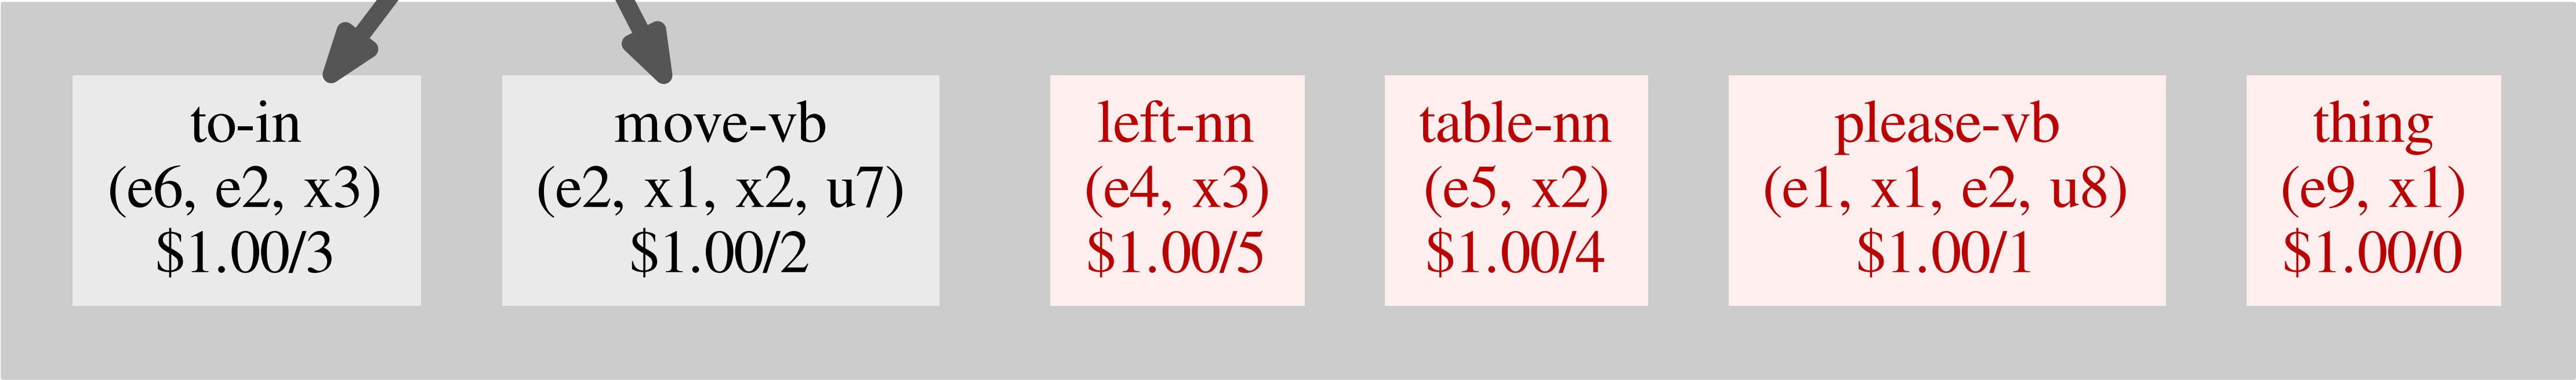 to-in
(e6, e2, x3)
$1.00/3
move-vb
(e2, x1, x2, u7)
$1.00/2
left-nn
(e4, x3)
$1.00/5
table-nn
(e5, x2)
$1.00/4
please-vb
(e1, x1, e2, u8)
$1.00/1
thing
(e9, x1)
$1.00/0